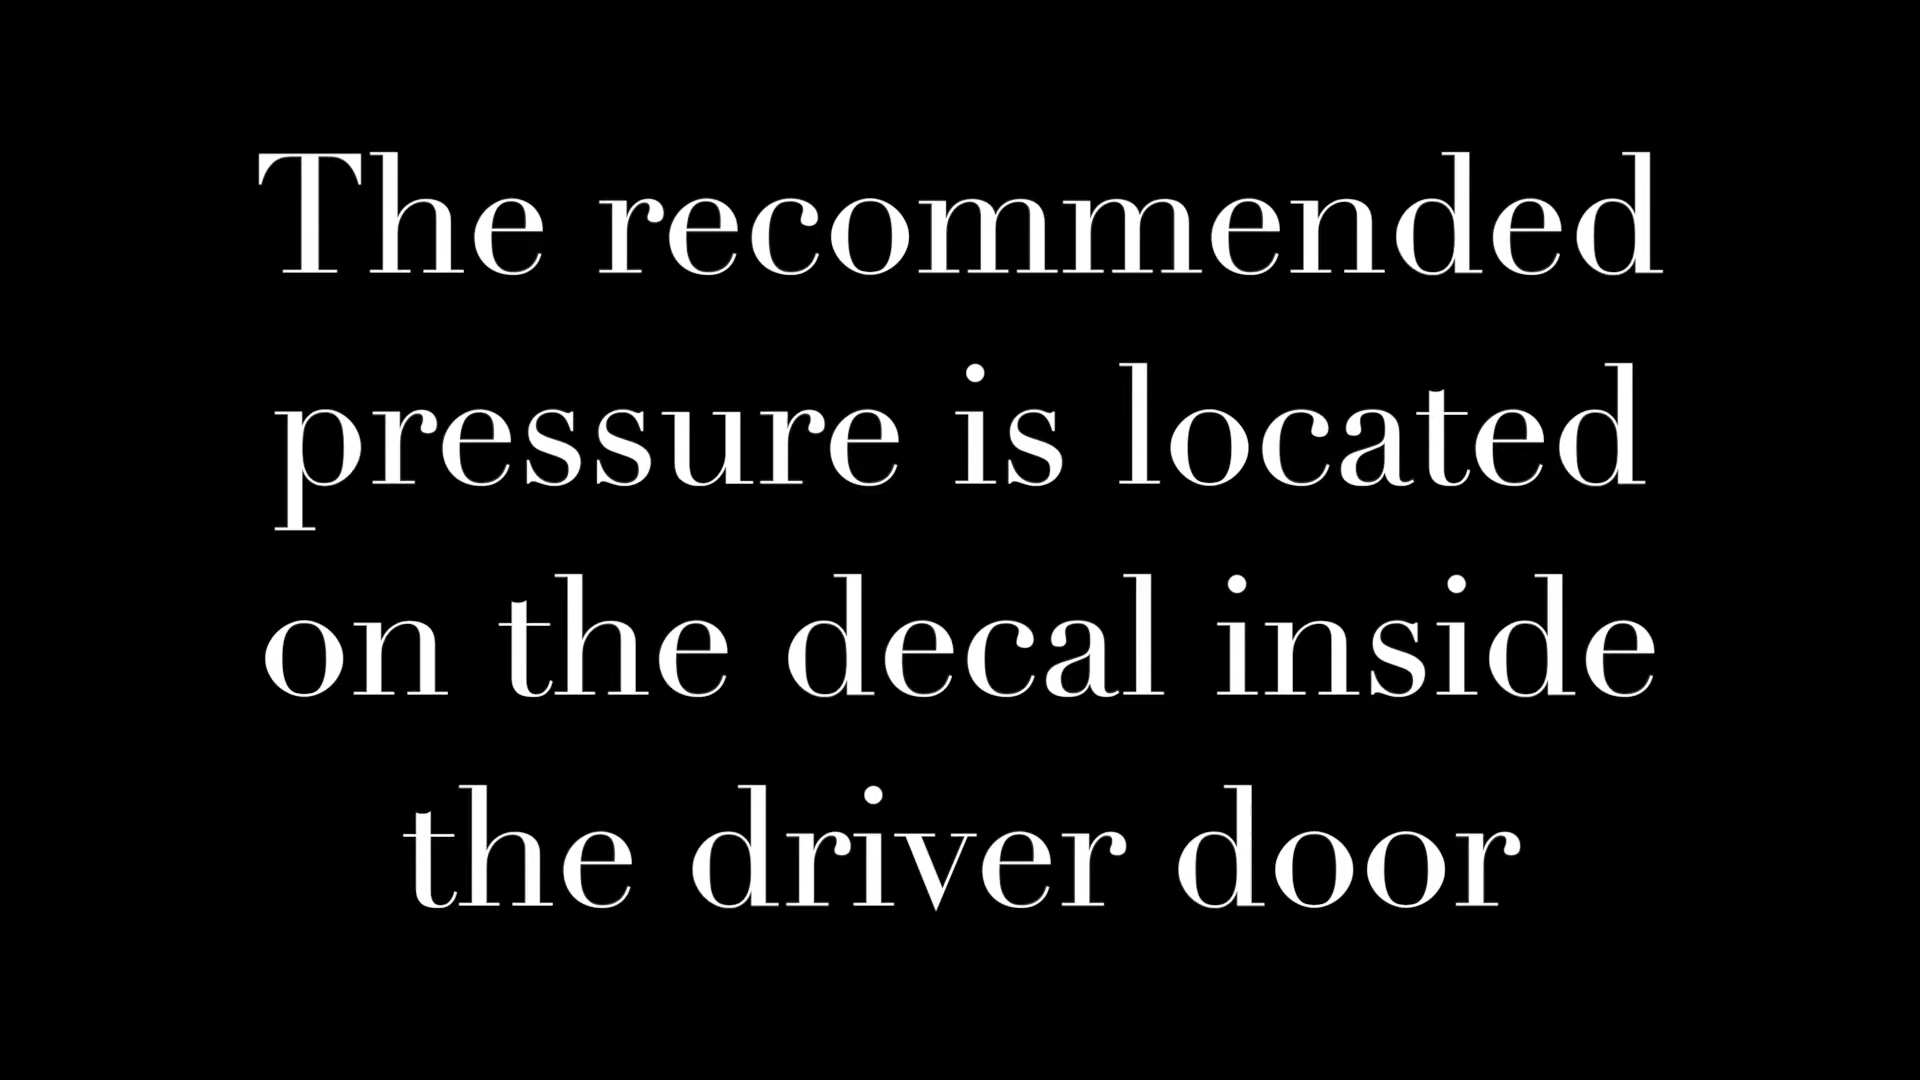 The recommended
pressure is located
on the decal inside
the driver door